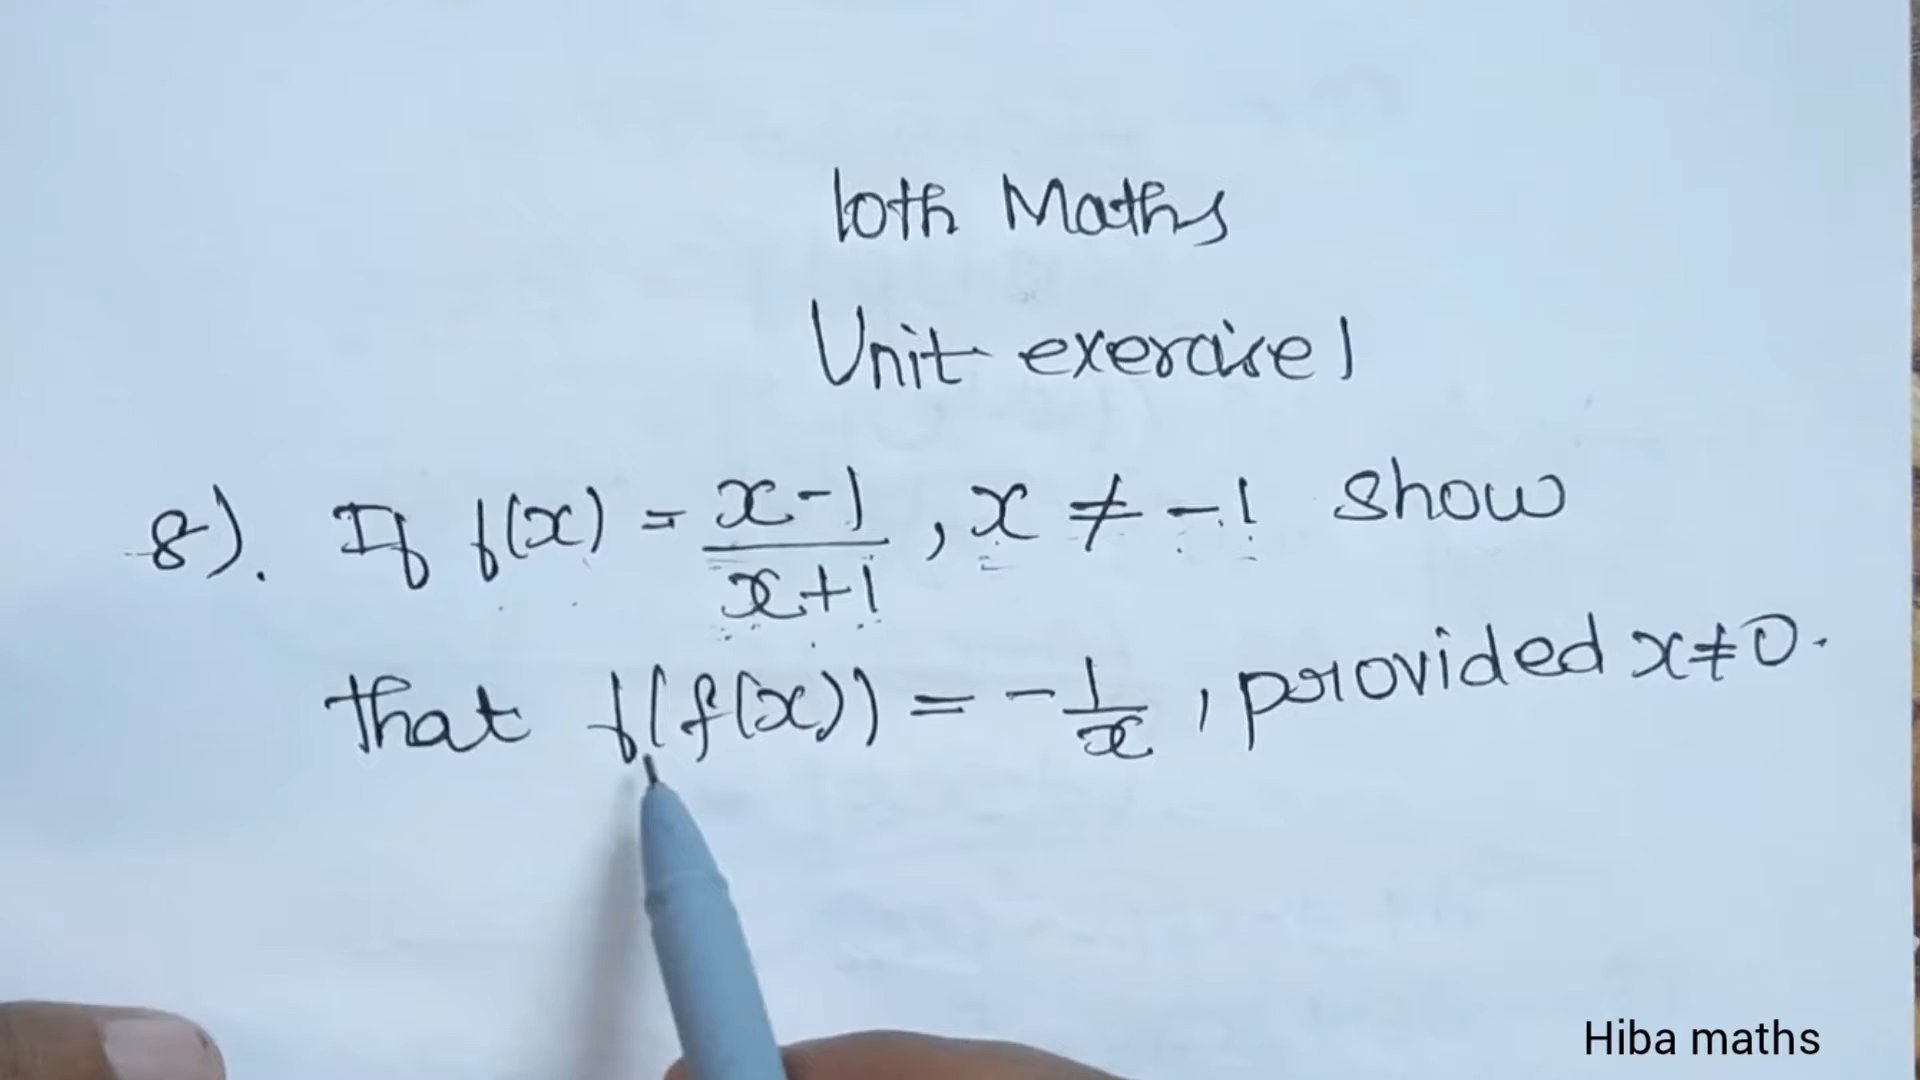 10th Maths
Unit exercise 1
8). If f(x) = x-1/x+1, x ≠ -1 show
that f(f(x)) = -1/x, provided x≠0.
Hiba maths